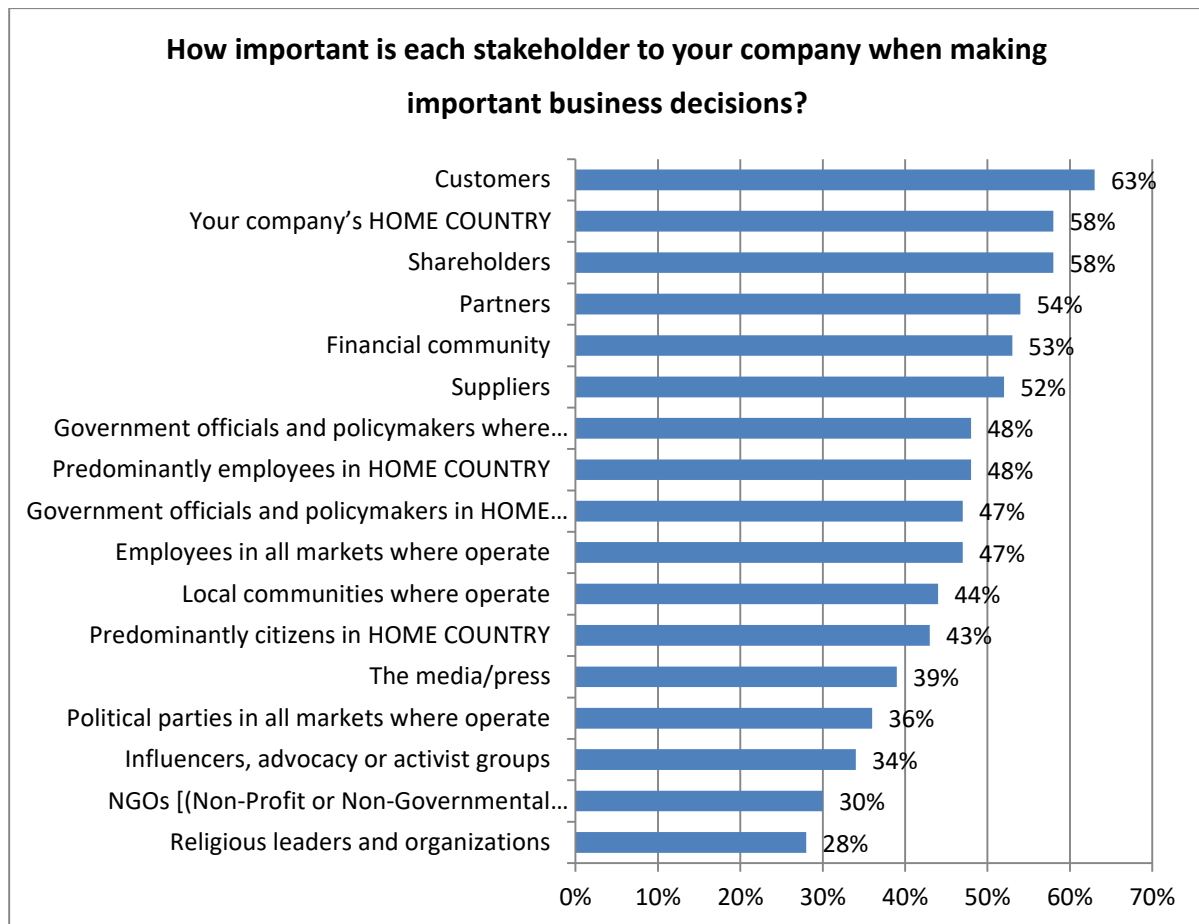 How important is each stakeholder to your company when making
important business decisions?
Customers 63%
Your company’s HOME COUNTRY 58%
Shareholders 58%
Partners 54%
Financial community 53%
Suppliers 52%
Government officials and policymakers where... 48%
Predominantly employees in HOME COUNTRY 48%
Government officials and policymakers in HOME... 47%
Employees in all markets where operate 47%
Local communities where operate 44%
Predominantly citizens in HOME COUNTRY 43%
The media/press 39%
Political parties in all markets where operate 36%
Influencers, advocacy or activist groups 34%
NGOs [(Non-Profit or Non-Governmental... 30%
Religious leaders and organizations 28%
0% 10% 20% 30% 40% 50% 60% 70%